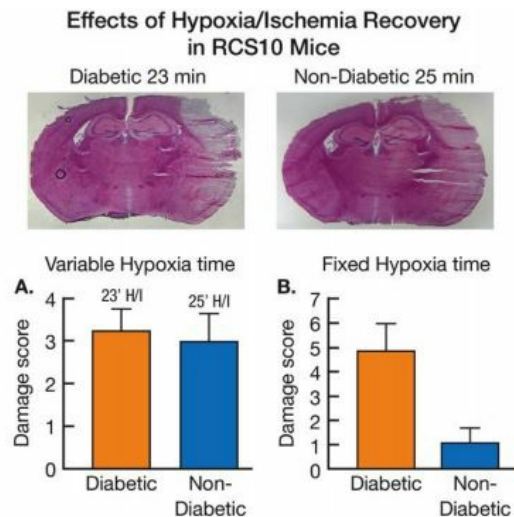 Effects of Hypoxia/Ischemia Recovery
in RCS10 Mice
Diabetic 23 min
Non-Diabetic 25 min
Variable Hypoxia time
A.
23' H/I
25' H/I
4
3
2
1
0
Damage score
Diabetic
Non-
Diabetic
Fixed Hypoxia time
B.
7
6
5
4
3
2
1
0
Damage score
Diabetic
Non-
Diabetic